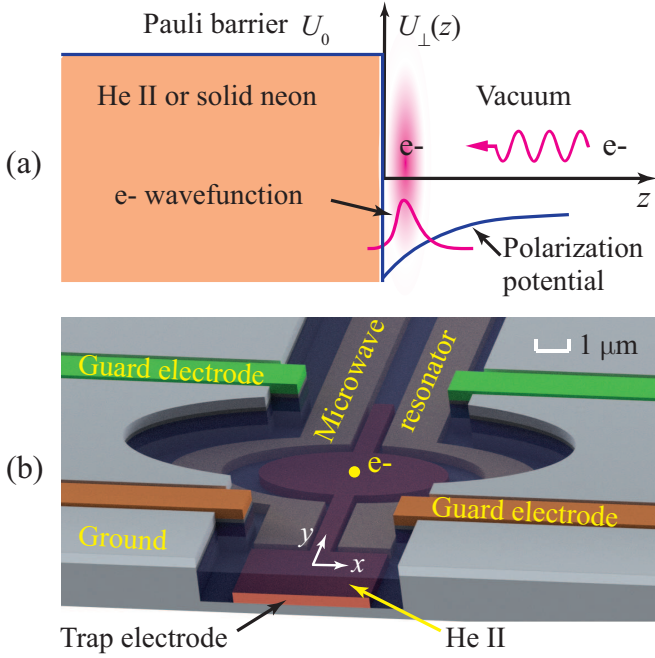 Pauli barrier U₀
U⊥(z)
He II or solid neon
Vacuum
e-
e-
(a)
e- wavefunction
z
Polarization
potential
(b)
1 μm
Guard electrode
Microwave
resonator
e-
Guard electrode
Ground
y
x
Trap electrode
He II